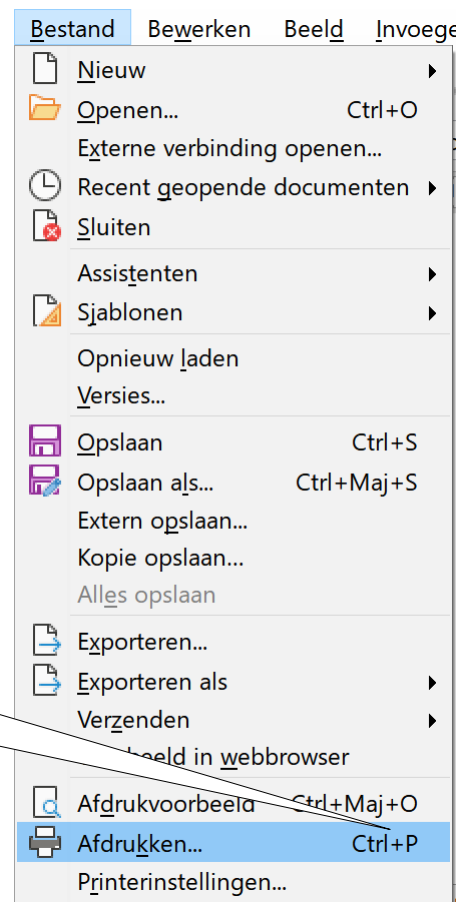 Bestand Bewerken Beeld
Nieuw
Openen... Ctrl+O
Externe verbinding openen...
Recent geopende documenten
Sluiten
Assistenten
Sjablonen
Opnieuw laden
Versies...
Opslaan Ctrl+S
Opslaan als... Ctrl+Maj+S
Extern opslaan...
Kopie opslaan...
Alles opslaan
Exporteren...
Exporteren als
Verzenden
in webbrowser
Afdrukvoorbeeld Ctrl+Maj+O
Afdrukken... Ctrl+P
Printerinstellingen...